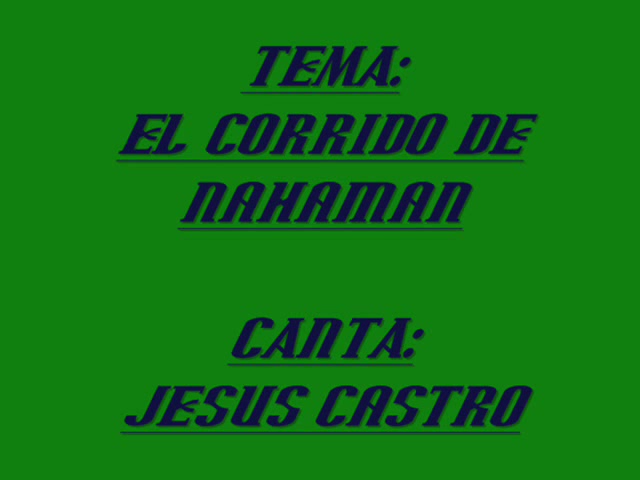 TEMA:
EL CORRIDO DE
NAHAMAN
CANTA:
JESUS CASTRO